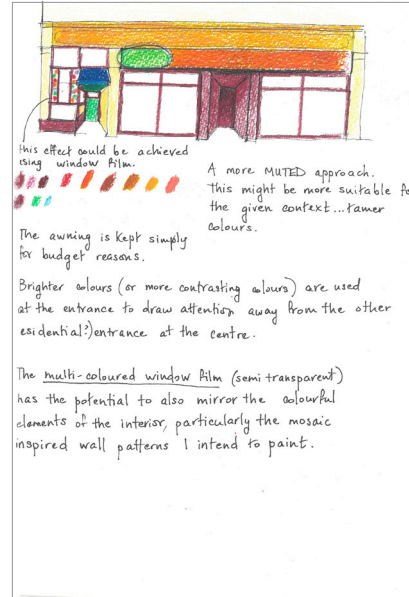 this effect could be achieved
using window film.
A more MUTED approach.
This might be more suitable fo
the given context...tamer
colours.
The awning is kept simply
for budget reasons.
Brighter colours (or more contrasting colours) are used
at the entrance to draw attention away from the other
esidential?) entrance at the centre.
The multi-coloured window film (semi transparent)
has the potential to also mirror the colourful
elements of the interior, particularly the mosaic
inspired wall patterns I intend to paint.